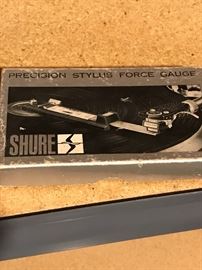 PRECISION STYLUS FORCE GAUGE
SHURE